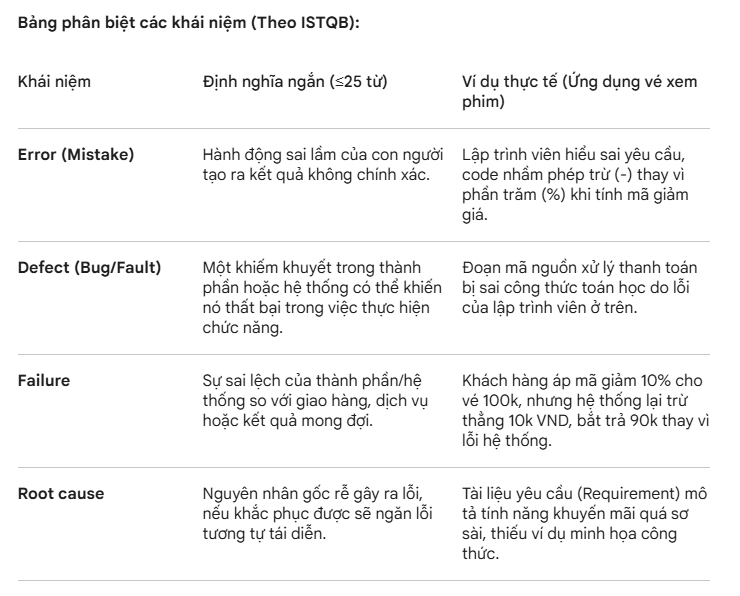 Bảng phân biệt các khái niệm (Theo ISTQB):
Khái niệm
Định nghĩa ngắn (≤25 từ)
Ví dụ thực tế (Ứng dụng vé xem
phim)
Error (Mistake)
Hành động sai lầm của con người
tạo ra kết quả không chính xác.
Lập trình viên hiểu sai yêu cầu,
code nhầm phép trừ (-) thay vì
phần trăm (%) khi tính mã giảm
giá.
Defect (Bug/Fault)
Một khiếm khuyết trong thành
phần hoặc hệ thống có thể khiến
nó thất bại trong việc thực hiện
chức năng.
Đoạn mã nguồn xử lý thanh toán
bị sai công thức toán học do lỗi
của lập trình viên ở trên.
Failure
Sự sai lệch của thành phần/hệ
thống so với giao hàng, dịch vụ
hoặc kết quả mong đợi.
Khách hàng áp mã giảm 10% cho
vé 100k, nhưng hệ thống lại trừ
thẳng 10k VND, bắt trả 90k thay vì
lỗi hệ thống.
Root cause
Nguyên nhân gốc rễ gây ra lỗi,
nếu khắc phục được sẽ ngăn lỗi
tương tự tái diễn.
Tài liệu yêu cầu (Requirement) mô
tả tính năng khuyến mãi quá sơ
sài, thiếu ví dụ minh họa công
thức.